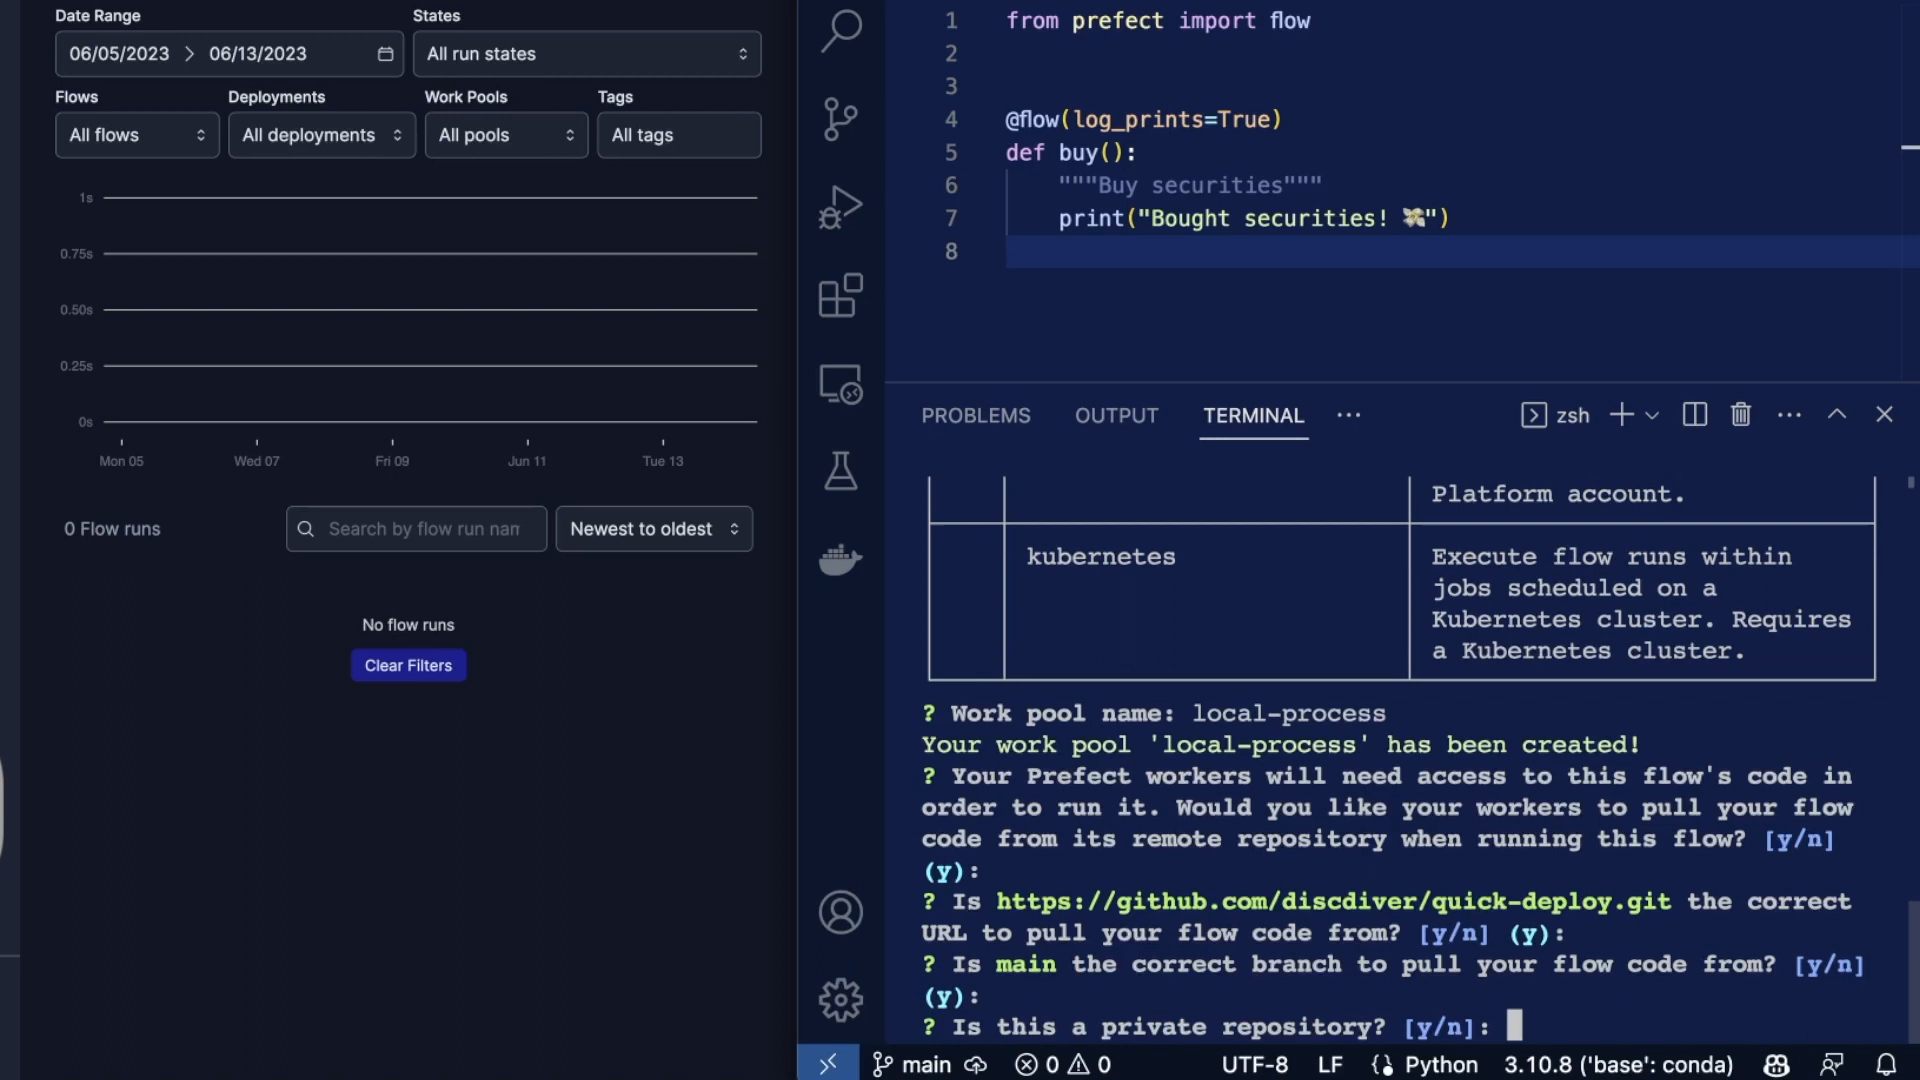 Date Range
States
06/05/2023 > 06/13/2023
All run states
Flows
Deployments
Work Pools
Tags
All flows
All deployments
All pools
All tags
1s
0.75s
0.50s
0.25s
0s
Mon 05
Wed 07
Fri 09
Jun 11
Tue 13
0 Flow runs
Search by flow run nam
Newest to oldest
No flow runs
Clear Filters
1 from prefect import flow
2
3
4 @flow(log_prints=True)
5 def buy():
6 """Buy securities"""
7 print("Bought securities! 💸")
8
PROBLEMS OUTPUT TERMINAL ...
zsh
Platform account.
kubernetes
Execute flow runs within
jobs scheduled on a
Kubernetes cluster. Requires
a Kubernetes cluster.
? Work pool name: local-process
Your work pool 'local-process' has been created!
? Your Prefect workers will need access to this flow's code in
order to run it. Would you like your workers to pull your flow
code from its remote repository when running this flow? [y/n]
(y):
? Is https://github.com/discdiver/quick-deploy.git the correct
URL to pull your flow code from? [y/n] (y):
? Is main the correct branch to pull your flow code from? [y/n]
(y):
? Is this a private repository? [y/n]:
main 0 0 UTF-8 LF Python 3.10.8 ('base': conda)